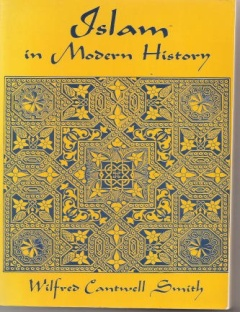 Islam
in Modern History
Wilfred Cantwell Smith